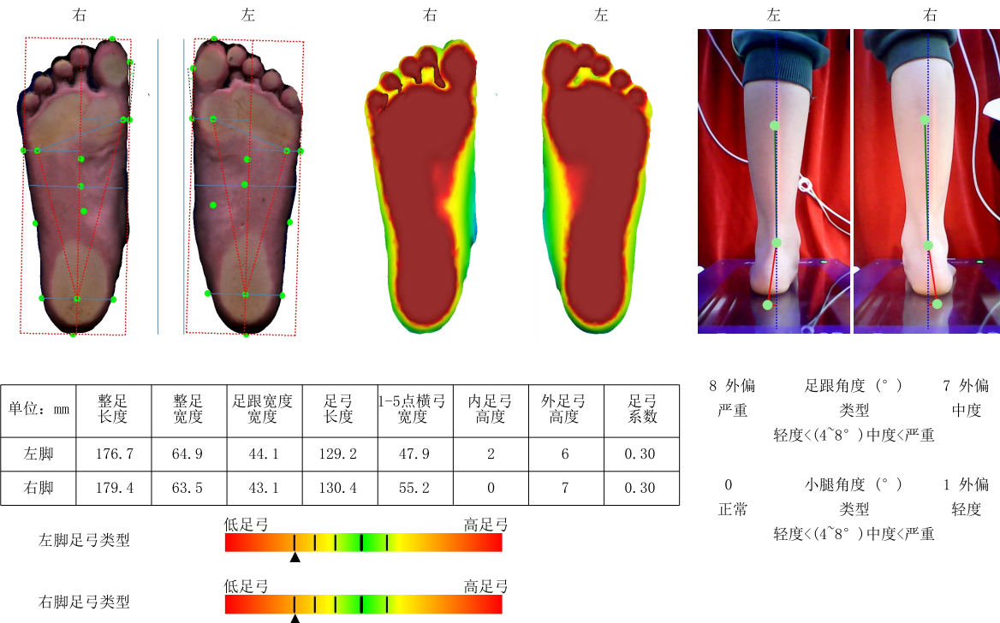 右 左 右 左 左 右
单位: mm 整足长度 整足宽度 足跟宽度宽度 足弓长度 1-5点横弓宽度 内足弓高度 外足弓高度 足弓系数
左脚 176.7 64.9 44.1 129.2 47.9 2 6 0.30
右脚 179.4 63.5 43.1 130.4 55.2 0 7 0.30
8 外偏 足跟角度 (°) 7 外偏
严重 类型 中度
轻度<(4~8°)中度<严重
0 小腿角度 (°) 1 外偏
正常 类型 轻度
轻度<(4~8°)中度<严重
低足弓 高足弓
左脚足弓类型
低足弓 高足弓
右脚足弓类型